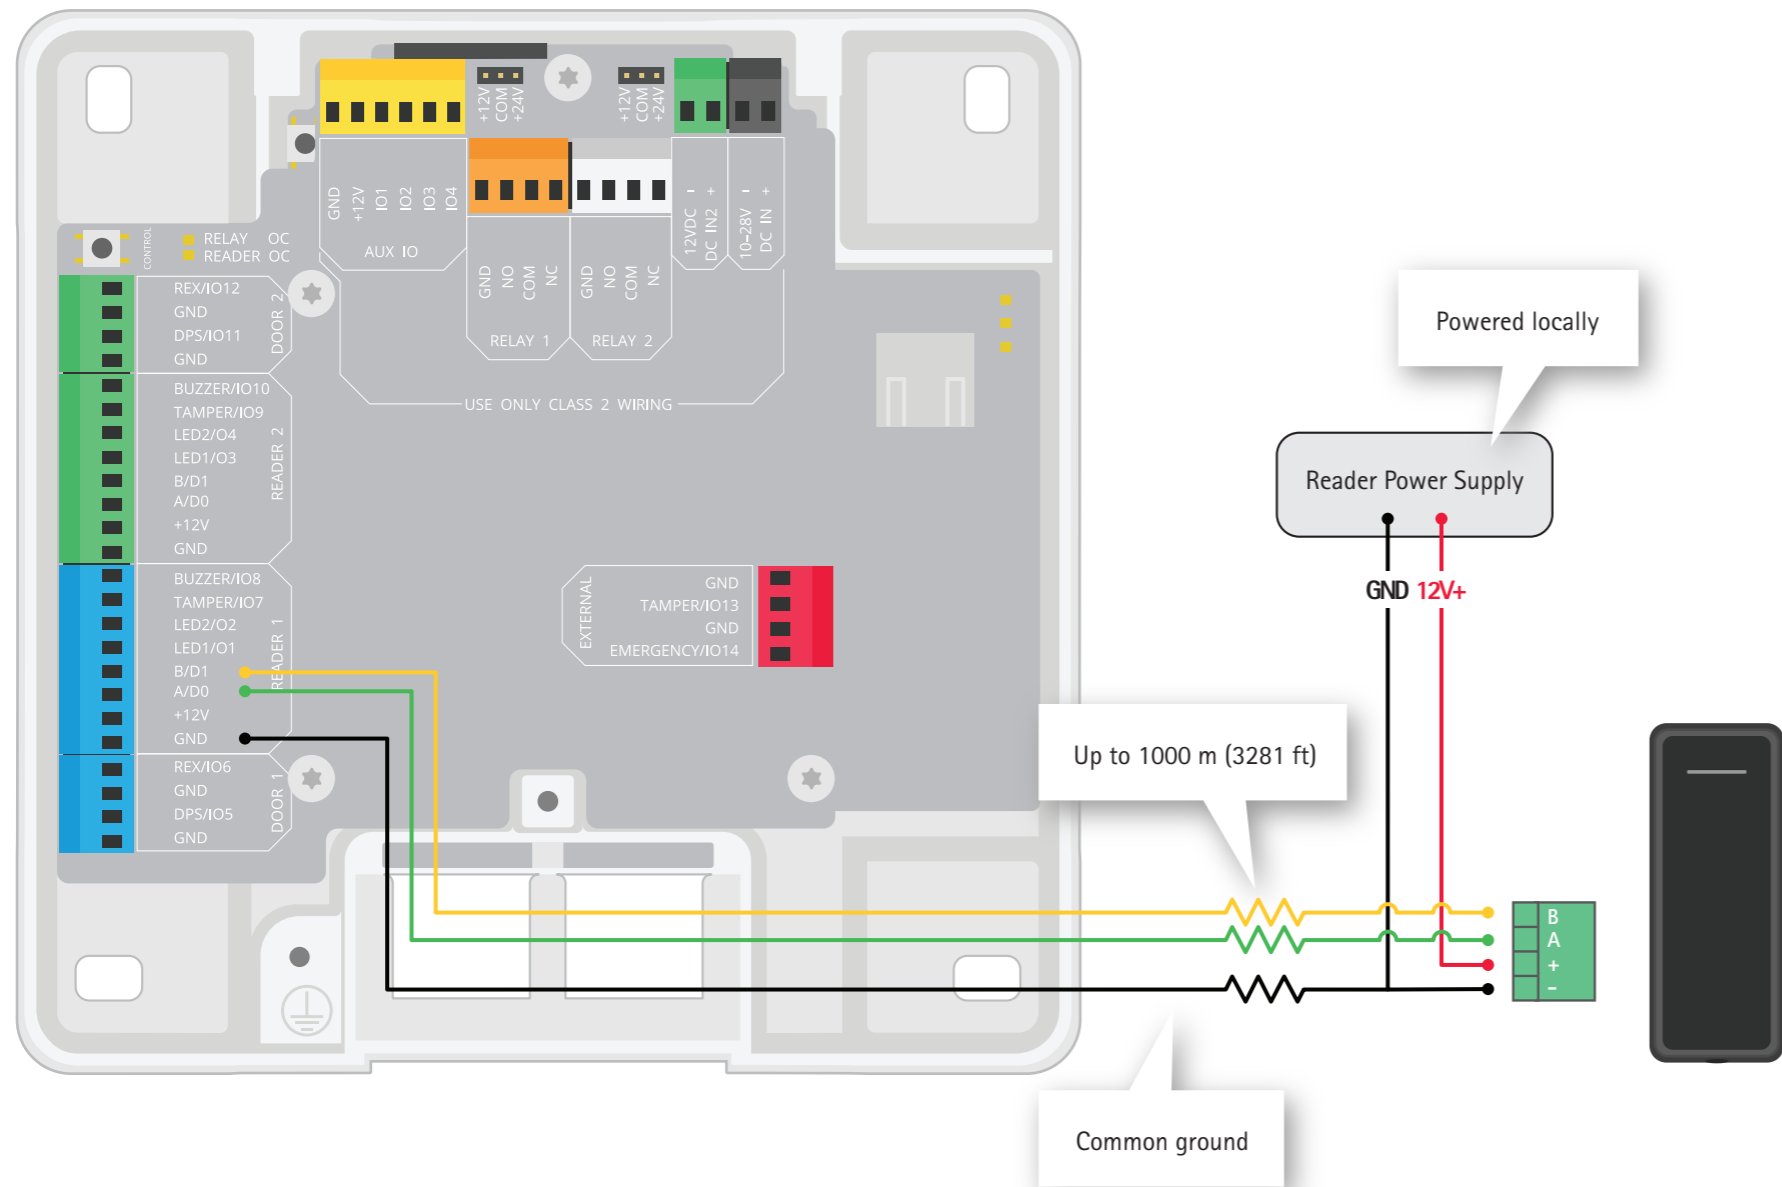 +12V
COM
+24V
+12V
COM
+24V
GND
+12V
IO1
IO2
IO3
IO4
AUX IO
GND
NO
COM
NC
RELAY 1
GND
NO
COM
NC
RELAY 2
12VDC -
DC IN2 +
10-28V -
DC IN +
USE ONLY CLASS 2 WIRING
CONTROL
RELAY OC
READER OC
REX/IO12
GND
DPS/IO11
GND
DOOR 2
BUZZER/IO10
TAMPER/IO9
LED2/O4
LED1/O3
B/D1
A/D0
+12V
GND
READER 2
BUZZER/IO8
TAMPER/IO7
LED2/O2
LED1/O1
B/D1
A/D0
+12V
GND
READER 1
REX/IO6
GND
DPS/IO5
GND
DOOR 1
EXTERNAL
GND
TAMPER/IO13
GND
EMERGENCY/IO14
Powered locally
Reader Power Supply
GND 12V+
Up to 1000 m (3281 ft)
B
A
+
-
Common ground